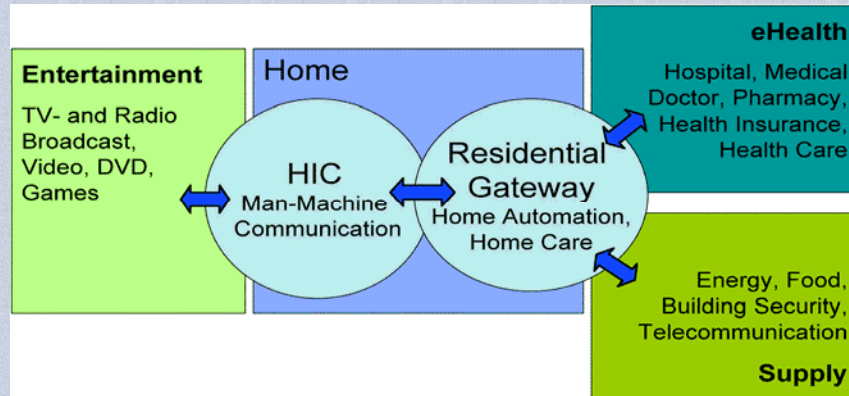 Entertainment
TV- and Radio
Broadcast,
Video, DVD,
Games
Home
HIC
Man-Machine
Communication
Residential
Gateway
Home Automation,
Home Care
eHealth
Hospital, Medical
Doctor, Pharmacy,
Health Insurance,
Health Care
Energy, Food,
Building Security,
Telecommunication
Supply